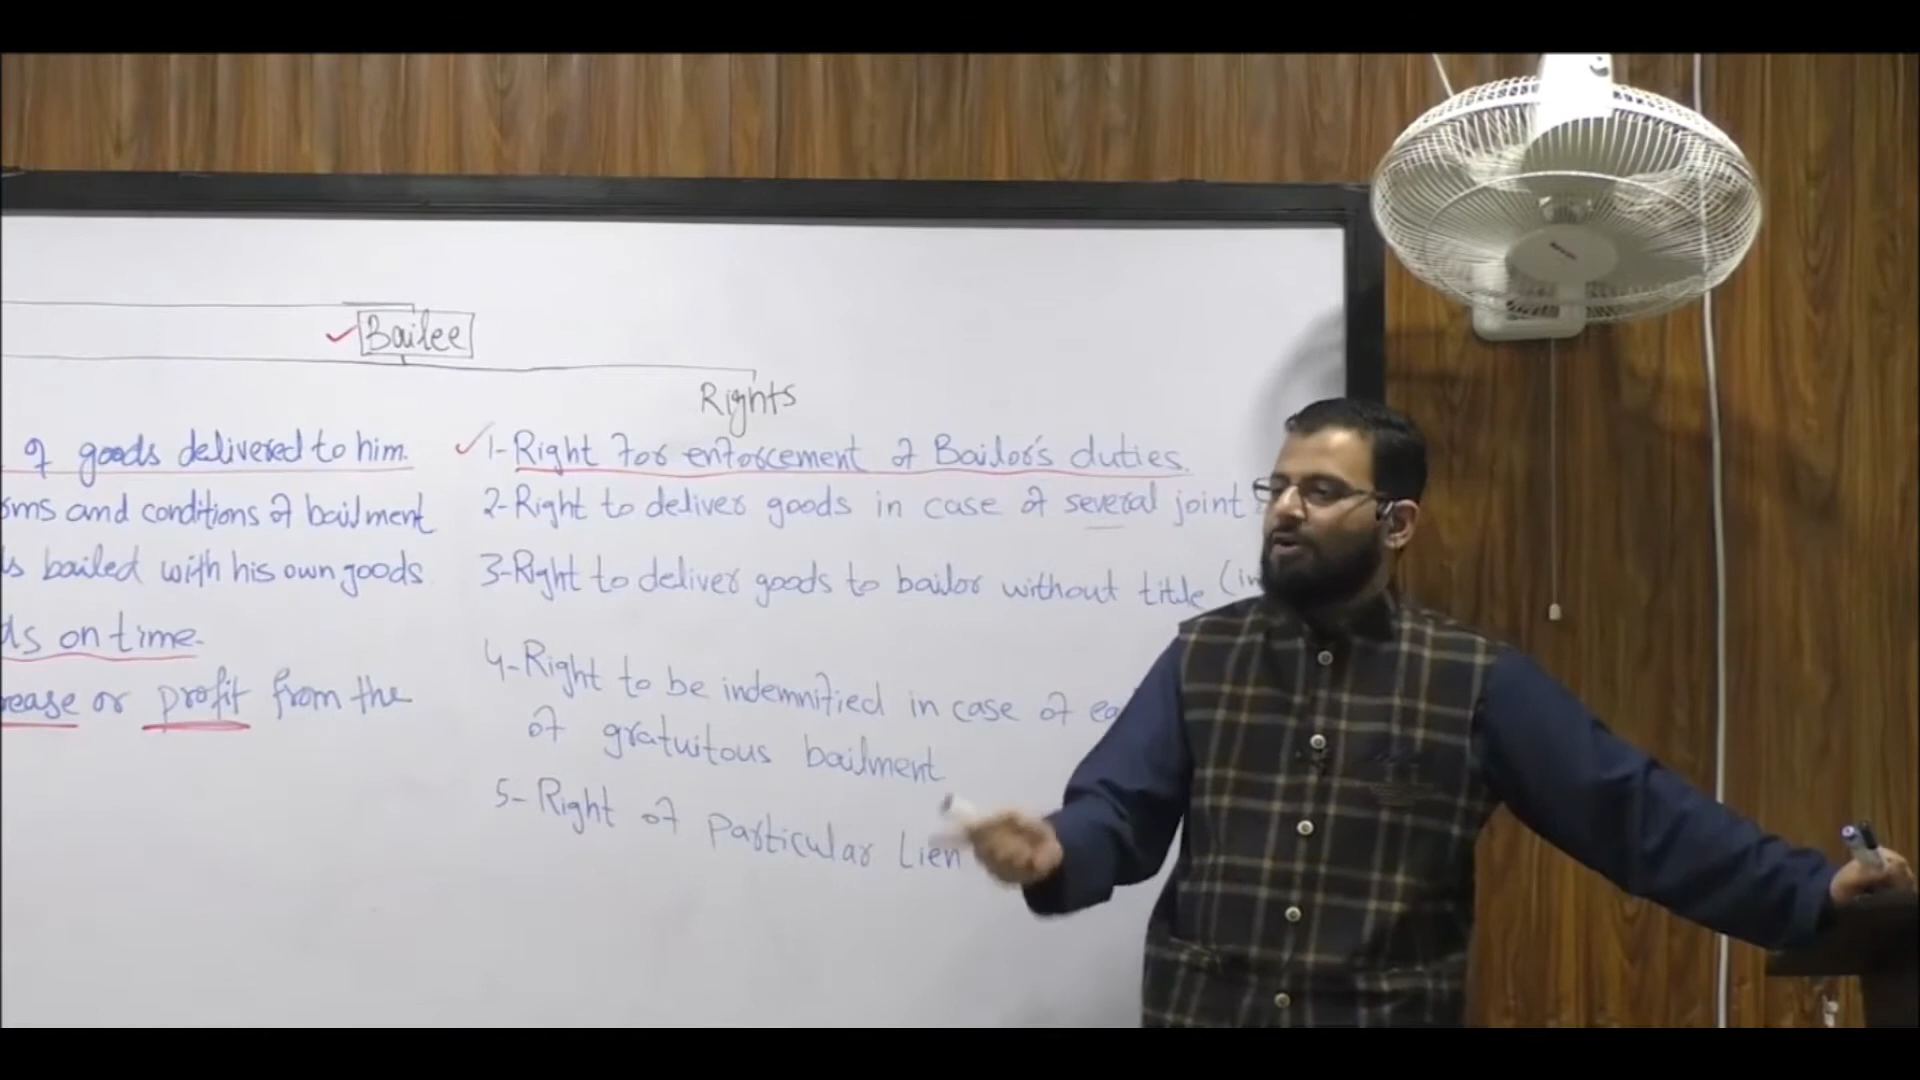 Bailee
Rights
of goods delivered to him.
and conditions of bailment
bailed with his own goods
on time.
or profit from the
1- Right for enforcement of Bailor's duties.
2- Right to deliver goods in case of several joint
3- Right to deliver goods to bailor without title (in
4- Right to be indemnified in case of
of gratuitous bailment
5- Right of Particular Lien